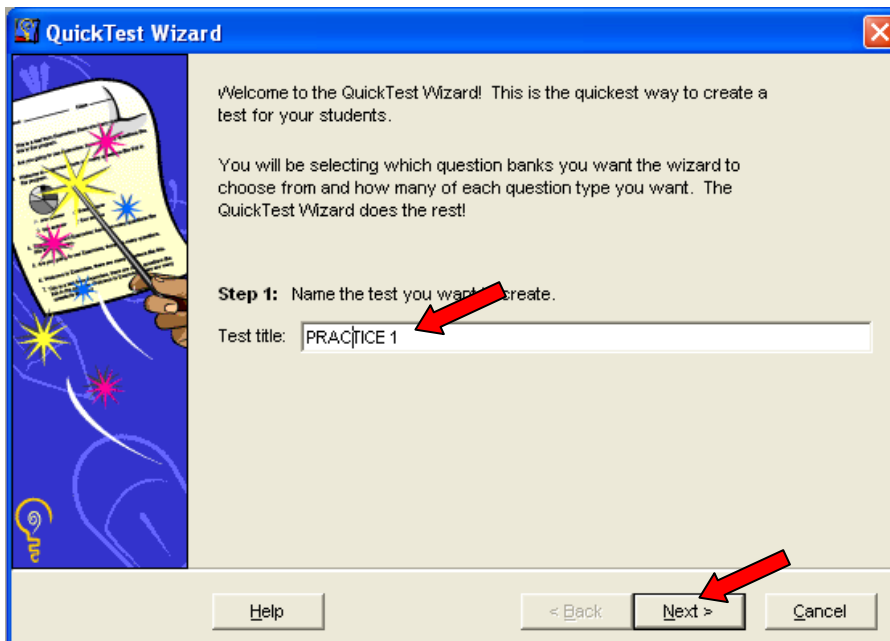 QuickTest Wizard
Welcome to the QuickTest Wizard! This is the quickest way to create a
test for your students.
You will be selecting which question banks you want the wizard to
choose from and how many of each question type you want. The
QuickTest Wizard does the rest!
Step 1: Name the test you want create.
Test title: PRACTICE 1
Help
< Back
Next >
Cancel